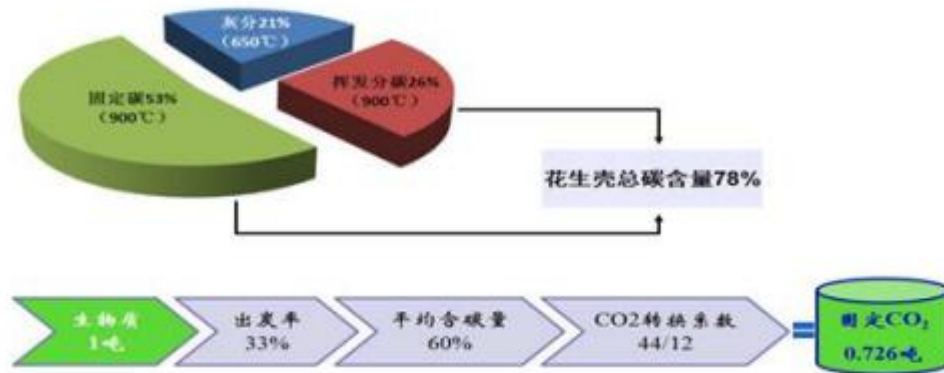 灰分21%
（650℃）
挥发分碳26%
（900℃）
固定碳53%
（900℃）
花生壳总碳含量78%
生物质
1吨
出炭率
33%
平均含碳量
60%
CO2转换系数
44/12
固定CO₂
0.726吨